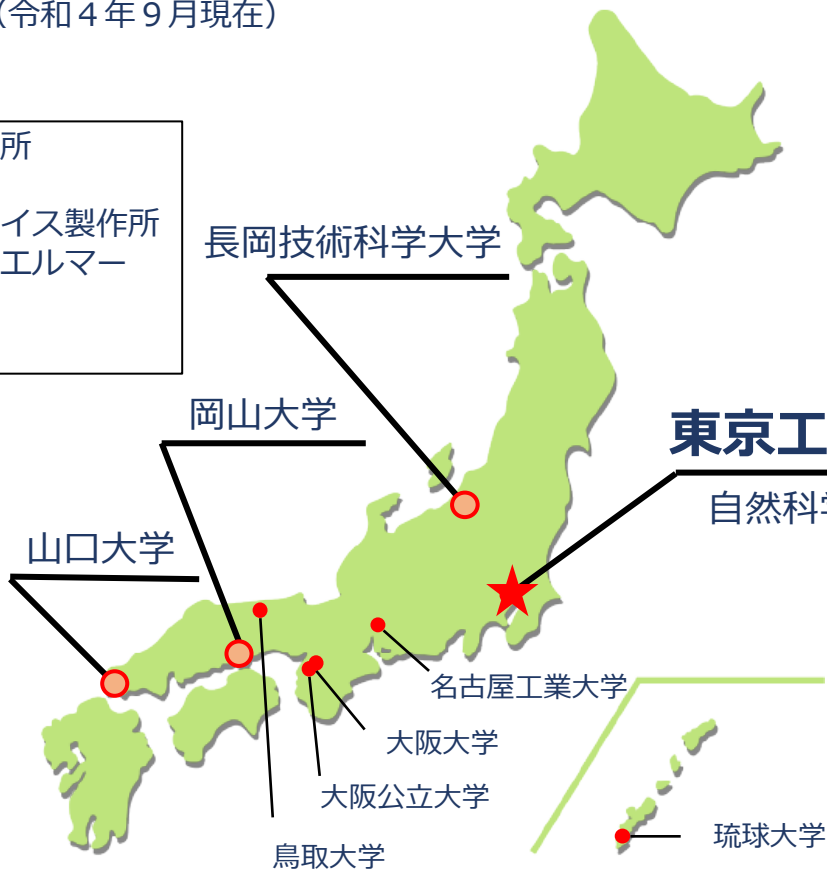 （令和４年９月現在）
所
イス製作所
エルマー
長岡技術科学大学
岡山大学
東京工
自然科学
山口大学
名古屋工業大学
大阪大学
大阪公立大学
鳥取大学
琉球大学